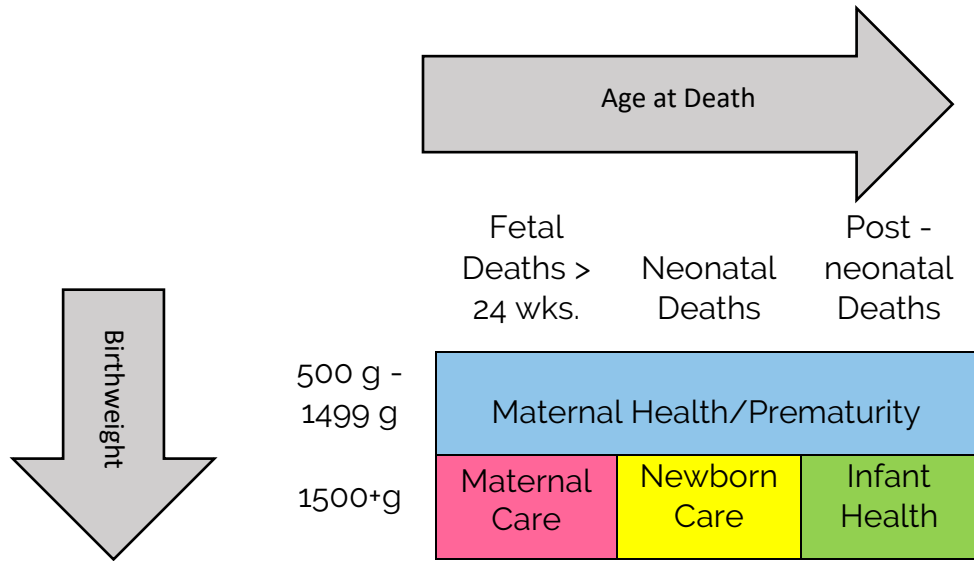 Age at Death
Fetal
Deaths >
24 wks.
Neonatal
Deaths
Post -
neonatal
Deaths
Birthweight
500 g -
1499 g
Maternal Health/Prematurity
1500+g
Maternal
Care
Newborn
Care
Infant
Health